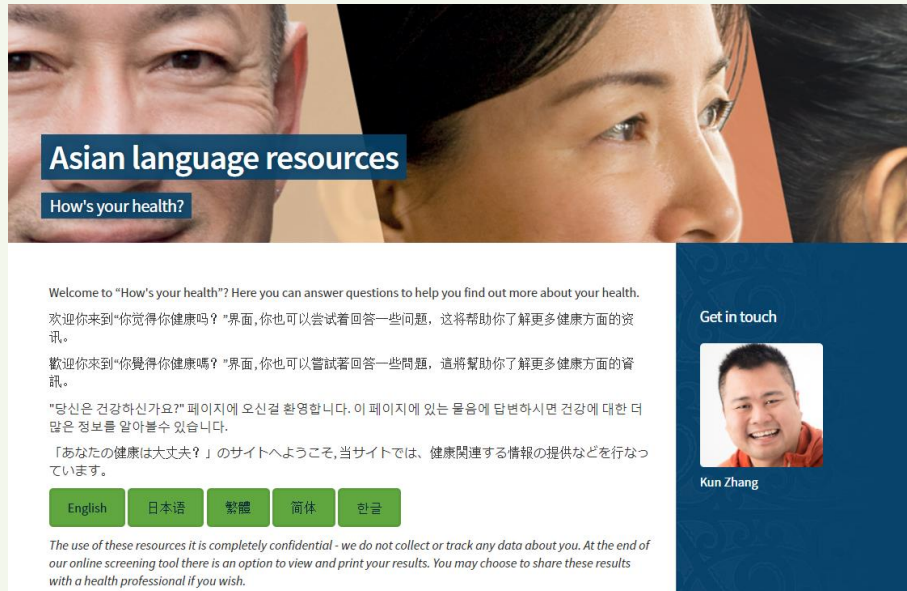 Asian language resources
How's your health?
Welcome to “How's your health”? Here you can answer questions to help you find out more about your health.
欢迎你来到“你觉得你健康吗？”界面,你也可以尝试着回答一些问题，这将帮助你了解更多健康方面的资
讯。
歡迎你來到“你覺得你健康嗎？”界面,你也可以嘗試著回答一些問題，這將幫助你了解更多健康方面的資
訊。
"당신은 건강하신가요?" 페이지에 오신걸 환영합니다. 이 페이지에 있는 물음에 답변하시면 건강에 대한 더
많은 정보를 알아볼수 있습니다.
「あなたの健康は大丈夫？」のサイトへようこそ,当サイトでは、健康関連する情報の提供などを行なっ
ています。
English 日本语 繁體 简体 한글
The use of these resources it is completely confidential - we do not collect or track any data about you. At the end of
our online screening tool there is an option to view and print your results. You may choose to share these results
with a health professional if you wish.
Get in touch
Kun Zhang